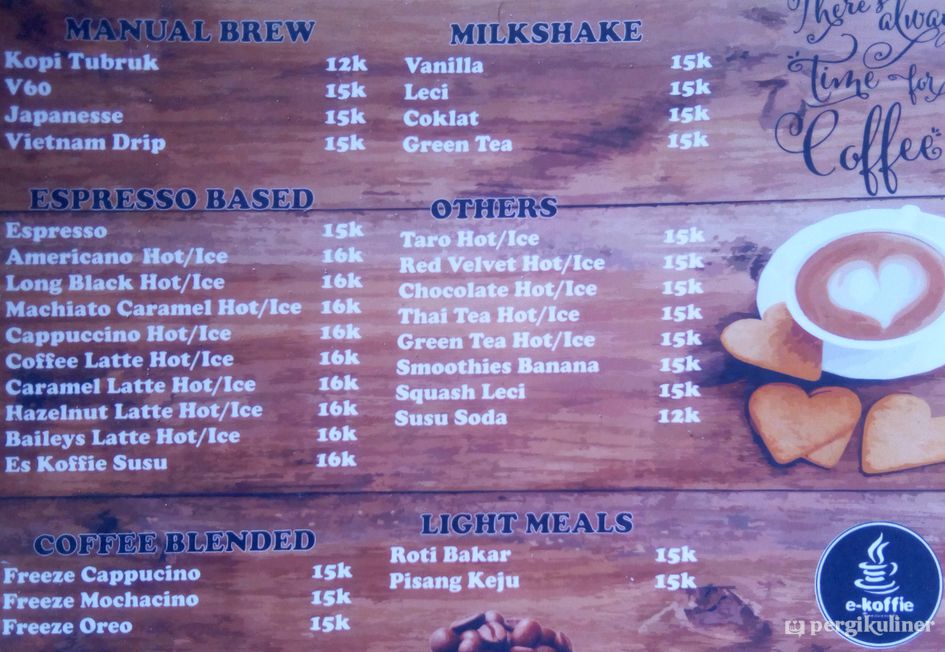 MANUAL BREW
Kopi Tubruk 12k
V60 15k
Japanesse 15k
Vietnam Drip 15k
ESPRESSO BASED
Espresso 15k
Americano Hot/Ice 16k
Long Black Hot/Ice 16k
Machiato Caramel Hot/Ice 16k
Cappuccino Hot/Ice 16k
Coffee Latte Hot/Ice 16k
Caramel Latte Hot/Ice 16k
Hazelnut Latte Hot/Ice 16k
Baileys Latte Hot/Ice 16k
Es Koffie Susu 16k
COFFEE BLENDED
Freeze Cappucino 15k
Freeze Mochacino 15k
Freeze Oreo 15k
MILKSHAKE
Vanilla 15k
Leci 15k
Coklat 15k
Green Tea 15k
OTHERS
Taro Hot/Ice 15k
Red Velvet Hot/Ice 15k
Chocolate Hot/Ice 15k
Thai Tea Hot/Ice 15k
Green Tea Hot/Ice 15k
Smoothies Banana 15k
Squash Leci 15k
Susu Soda 12k
LIGHT MEALS
Roti Bakar 15k
Pisang Keju 15k
There's
alway
time for
Coffee
e-koffie
pergikuliner